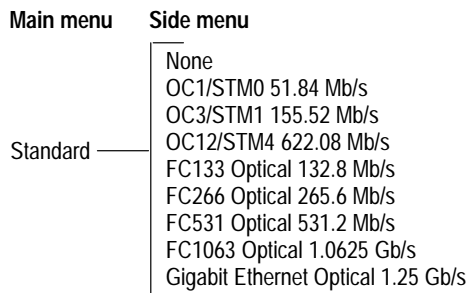 Main menu Side menu
None
OC1/STM0 51.84 Mb/s
OC3/STM1 155.52 Mb/s
OC12/STM4 622.08 Mb/s
Standard
FC133 Optical 132.8 Mb/s
FC266 Optical 265.6 Mb/s
FC531 Optical 531.2 Mb/s
FC1063 Optical 1.0625 Gb/s
Gigabit Ethernet Optical 1.25 Gb/s